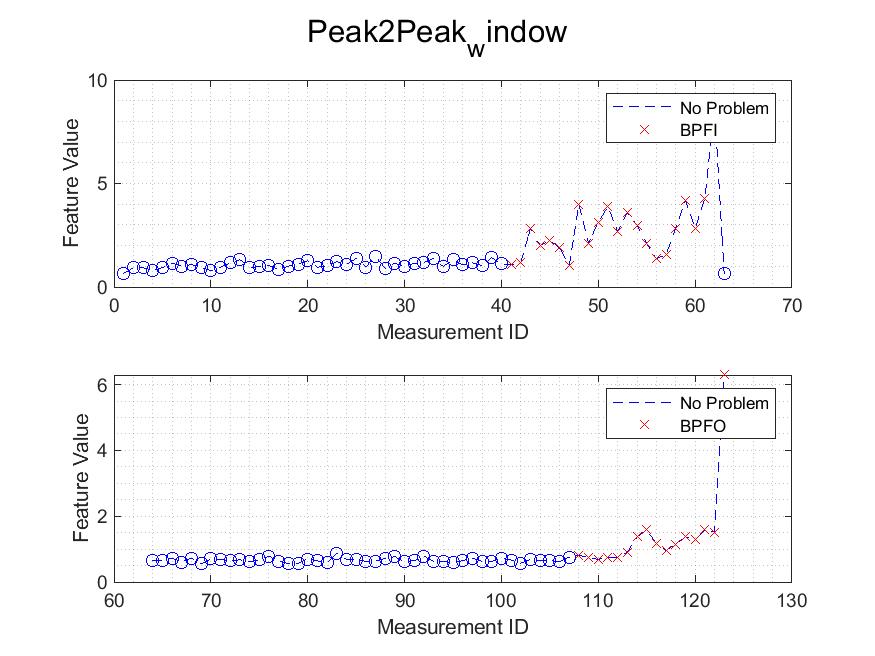 Peak2Peakwindow
10
5
0
Feature Value
No Problem
BPFI
0 10 20 30 40 50 60 70
Measurement ID
6
4
2
0
Feature Value
No Problem
BPFO
60 70 80 90 100 110 120 130
Measurement ID